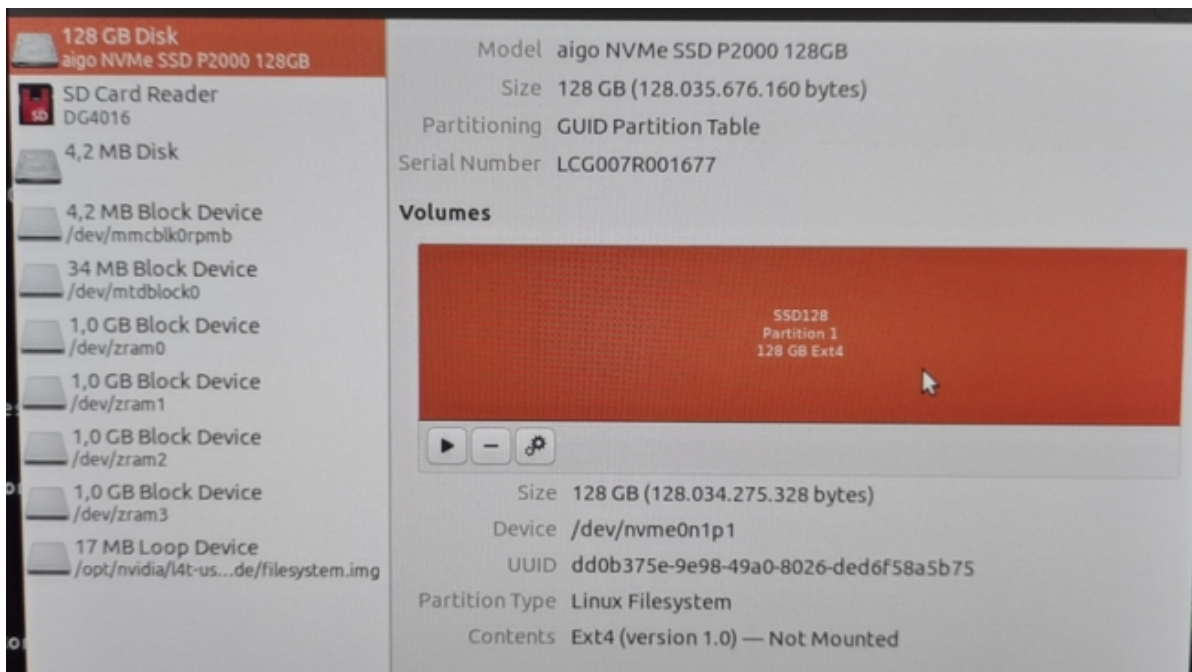 128 GB Disk
aigo NVMe SSD P2000 128GB
SD Card Reader
DG4016
4,2 MB Disk
4,2 MB Block Device
/dev/mmcblk0rpmb
34 MB Block Device
/dev/mtdblock0
1,0 GB Block Device
/dev/zram0
1,0 GB Block Device
/dev/zram1
1,0 GB Block Device
/dev/zram2
1,0 GB Block Device
/dev/zram3
17 MB Loop Device
/opt/nvidia/l4t-us...de/filesystem.img
Model aigo NVMe SSD P2000 128GB
Size 128 GB (128.035.676.160 bytes)
Partitioning GUID Partition Table
Serial Number LCG007R001677
Volumes
SSD128
Partition 1
128 GB Ext4
Size 128 GB (128.034.275.328 bytes)
Device /dev/nvme0n1p1
UUID dd0b375e-9e98-49a0-8026-ded6f58a5b75
Partition Type Linux Filesystem
Contents Ext4 (version 1.0) — Not Mounted